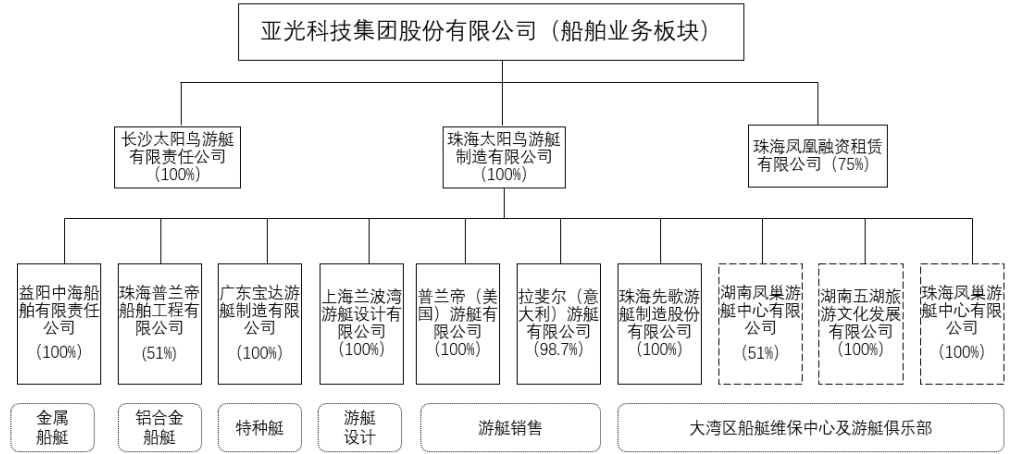 亚光科技集团股份有限公司（船舶业务板块）
长沙太阳鸟游艇
有限责任公司
(100%)
珠海太阳鸟游艇
制造有限公司
(100%)
珠海凤凰融资租赁
有限公司（75%）
益阳中海船
舶有限责任
公司
(100%)
珠海普兰帝
船舶工程有
限公司
(51%)
广东宝达游
艇制造有限
公司
(100%)
上海兰波湾
游艇设计有
限公司
(100%)
普兰帝（美
国）游艇有
限公司
(100%)
拉斐尔（意
大利）游艇
有限公司
(98.7%)
珠海先歌游
艇制造股份
有限公司
(100%)
湖南凤巢游
艇中心有限
公司
(51%)
湖南五湖旅
游文化发展
有限公司
(100%)
珠海凤巢游
艇中心有限
公司
(100%)
金属
船艇
铝合金
船艇
特种艇
游艇
设计
游艇销售
大湾区船艇维保中心及游艇俱乐部